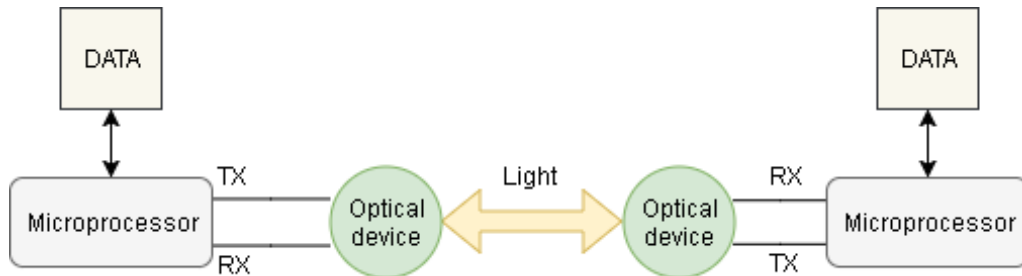 DATA
DATA
TX
Light
RX
Microprocessor
Optical
device
Optical
device
Microprocessor
RX
TX